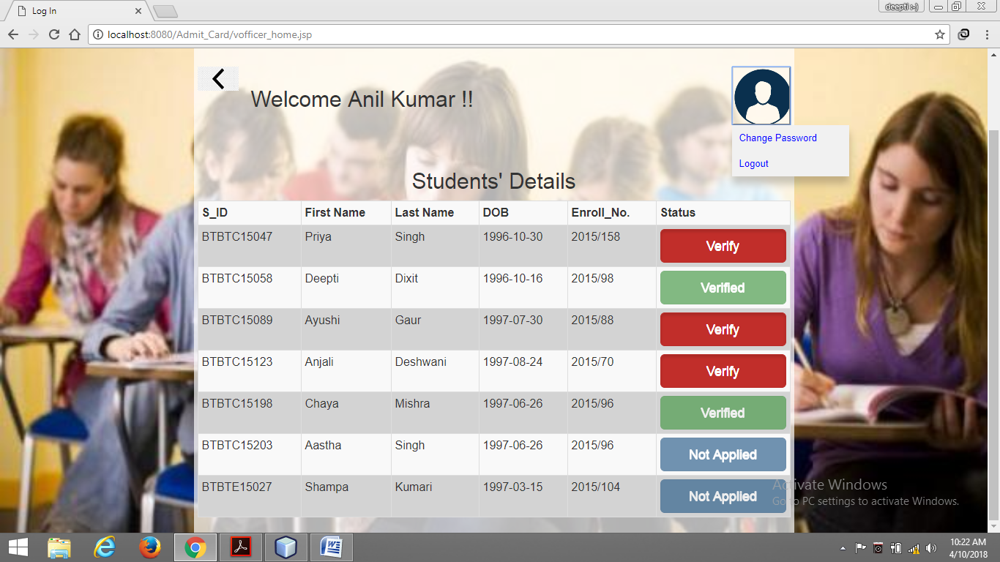 Log In
deepti :-)
localhost:8080/Admit_Card/vofficer_home.jsp
Welcome Anil Kumar !!
Change Password
Logout
Students' Details
S_ID First Name Last Name DOB Enroll_No. Status
BTBTC15047 Priya Singh 1996-10-30 2015/158 Verify
BTBTC15058 Deepti Dixit 1996-10-16 2015/98 Verified
BTBTC15089 Ayushi Gaur 1997-07-30 2015/88 Verify
BTBTC15123 Anjali Deshwani 1997-08-24 2015/70 Verify
BTBTC15198 Chaya Mishra 1997-06-26 2015/96 Verified
BTBTC15203 Aastha Singh 1997-06-26 2015/96 Not Applied
BTBTE15027 Shampa Kumari 1997-03-15 2015/104 Not Applied
Activate Windows
Go to PC settings to activate Windows.
10:22 AM
4/10/2018